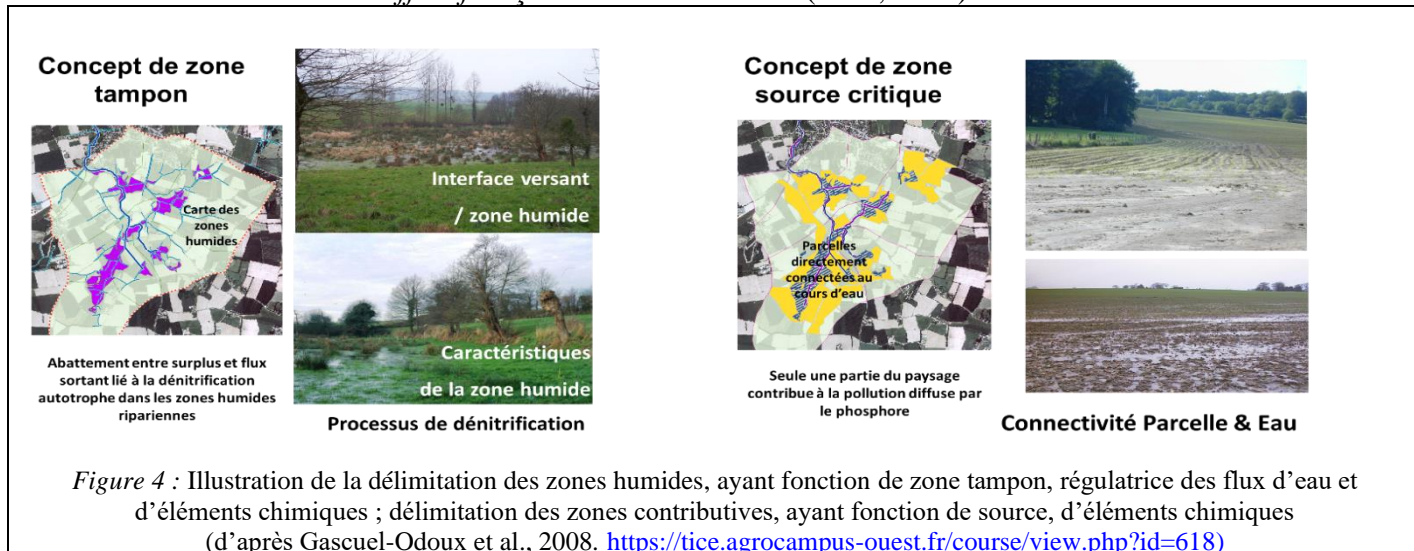 Concept de zone
tampon
Carte des
zones
humides
Abattement entre surplus et flux
sortant lié à la dénitrification
autotrophe dans les zones humides
ripariennes
Interface versant
/ zone humide
Caractéristiques
de la zone humide
Processus de dénitrification
Concept de zone
source critique
Parcelles
directement
connectées au
cours d'eau
Seule une partie du paysage
contribue à la pollution diffuse par
le phosphore
Connectivité Parcelle & Eau
Figure 4 : Illustration de la délimitation des zones humides, ayant fonction de zone tampon, régulatrice des flux d'eau et
d'éléments chimiques ; délimitation des zones contributives, ayant fonction de source, d'éléments chimiques
(d'après Gascuel-Odoux et al., 2008. https://tice.agrocampus-ouest.fr/course/view.php?id=618)